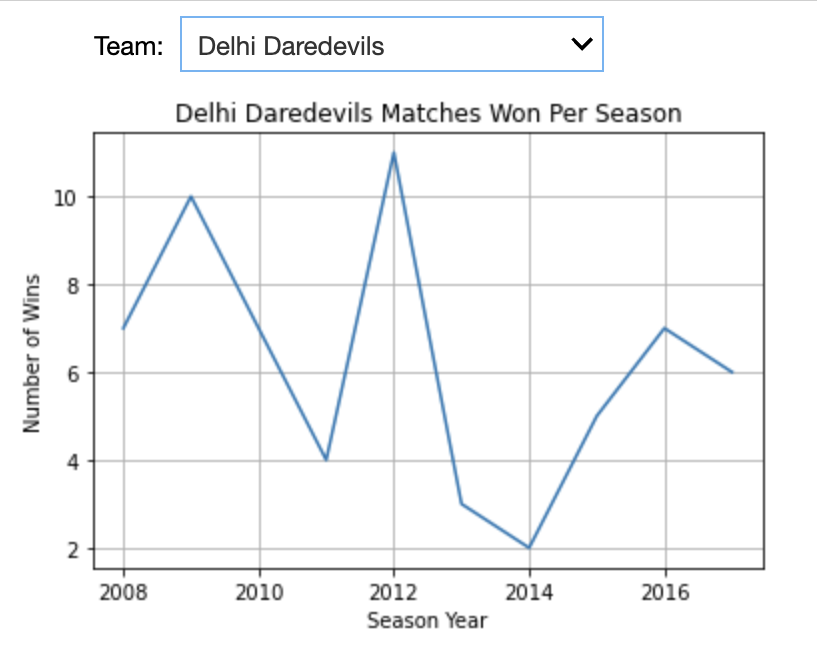 Team: Delhi Daredevils
Delhi Daredevils Matches Won Per Season
Number of Wins
10
8
6
4
2
2008 2010 2012 2014 2016
Season Year